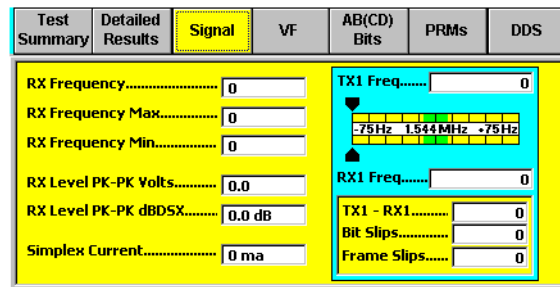 Test Summary
Detailed Results
Signal
VF
AB(CD) Bits
PRMs
DDS
RX Frequency........................ 0
RX Frequency Max............... 0
RX Frequency Min................ 0
RX Level PK-PK Volts........... 0.0
RX Level PK-PK dBDSX......... 0.0 dB
Simplex Current................... 0 ma
TX1 Freq....... 0
-75Hz 1.544 MHz +75Hz
RX1 Freq....... 0
TX1 - RX1.......... 0
Bit Slips.............. 0
Frame Slips...... 0